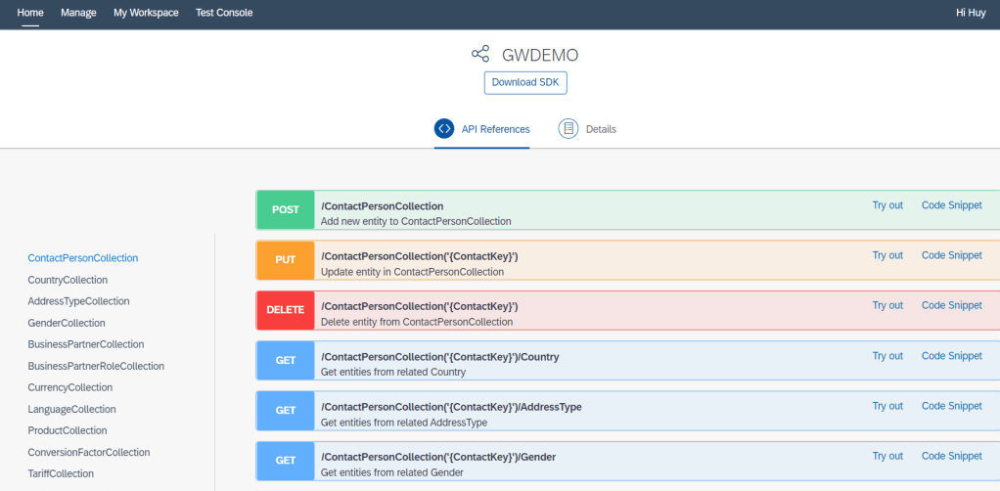 Home Manage My Workspace Test Console Hi Huy
GWDEMO
Download SDK
API References Details
ContactPersonCollection
CountryCollection
AddressTypeCollection
GenderCollection
BusinessPartnerCollection
BusinessPartnerRoleCollection
CurrencyCollection
LanguageCollection
ProductCollection
ConversionFactorCollection
TariffCollection
POST /ContactPersonCollection Try out Code Snippet
Add new entity to ContactPersonCollection
PUT /ContactPersonCollection('{ContactKey}') Try out Code Snippet
Update entity in ContactPersonCollection
DELETE /ContactPersonCollection('{ContactKey}') Try out Code Snippet
Delete entity from ContactPersonCollection
GET /ContactPersonCollection('{ContactKey}')/Country Try out Code Snippet
Get entities from related Country
GET /ContactPersonCollection('{ContactKey}')/AddressType Try out Code Snippet
Get entities from related AddressType
GET /ContactPersonCollection('{ContactKey}')/Gender Try out Code Snippet
Get entities from related Gender